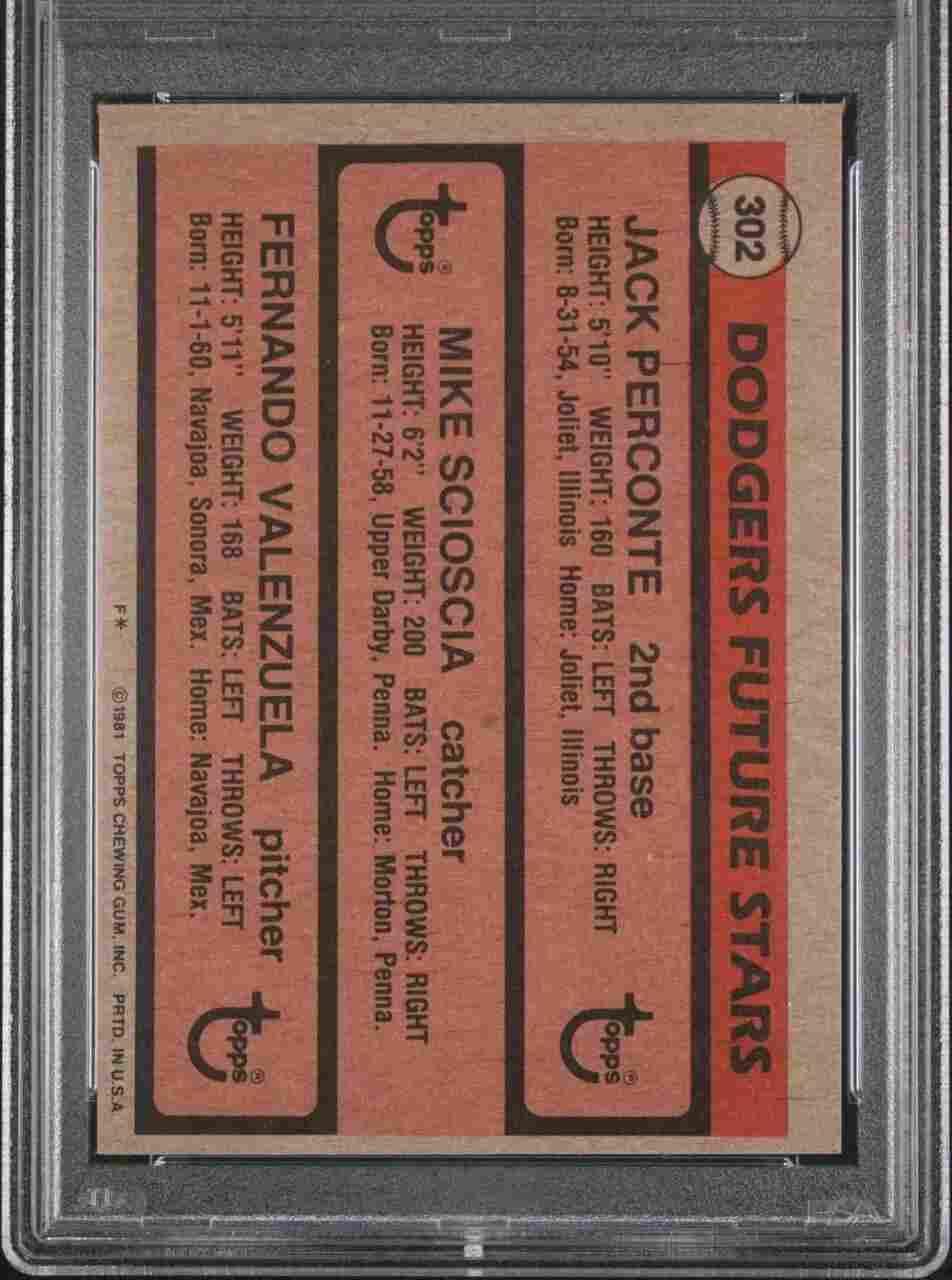 302
DODGERS FUTURE STARS
JACK PERCONTE 2nd base
HEIGHT: 5'10" WEIGHT: 160 BATS: LEFT THROWS: RIGHT
Born: 8-31-54, Joliet, Illinois Home: Joliet, Illinois
topps®
topps®
MIKE SCIOSCIA catcher
HEIGHT: 6'2" WEIGHT: 200 BATS: LEFT THROWS: RIGHT
Born: 11-27-58, Upper Darby, Penna. Home: Morton, Penna.
FERNANDO VALENZUELA pitcher
HEIGHT: 5'11" WEIGHT: 168 BATS: LEFT THROWS: LEFT
Born: 11-1-60, Navajoa, Sonora, Mex. Home: Navajoa, Mex.
topps®
F* ©1981 TOPPS CHEWING GUM, INC. PRTD. IN U.S.A.
PSA